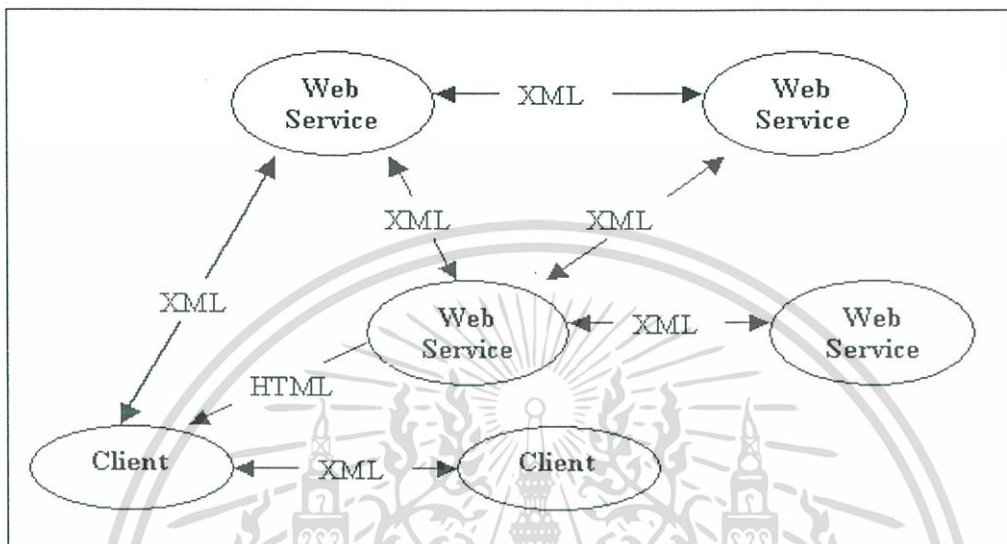 Web
Service
XML
Web
Service
XML
XML
XML
Web
Service
XML
Web
Service
HTML
Client
XML
Client